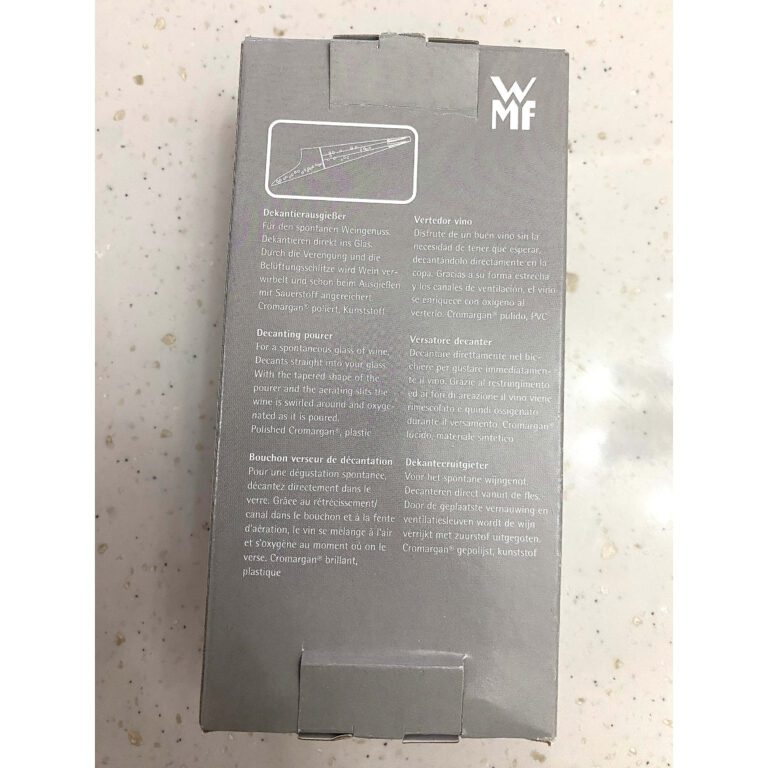 WMF
Dekantierausgießer
Für den spontanen Weingenuss.
Dekantieren direkt ins Glas.
Durch die Verengung und die
Belüftungsschlitze wird Wein ver-
wirbelt und schon beim Ausgießen
mit Sauerstoff angereichert.
Cromargan® poliert, Kunststoff
Decanting pourer
For a spontaneous glass of wine.
Decants straight into your glass.
With the tapered shape of the
pourer and the aerating slits the
wine is swirled around and oxyge-
nated as it is poured.
Polished Cromargan®, plastic
Bouchon verseur de décantation
Pour une dégustation spontanée,
décantez directement dans le
verre. Grâce au rétrécissement/
canal dans le bouchon et à la fente
d'aération, le vin se mélange à l'air
et s'oxygène au moment où on le
verse. Cromargan® brillant,
plastique
Vertedor vino
Disfrute de un buen vino sin la
necesidad de tener que esperar,
decantándolo directamente en la
copa. Gracias a su forma estrecha
y los canales de ventilación, el vino
se enriquece con oxígeno al
verterlo. Cromargan® pulido, PVC
Versatore decanter
Decantare direttamente nel bic-
chiere per gustare immediatamen-
te il vino. Grazie al restringimento
ed ai fori di areazione il vino viene
rimescolato e quindi ossigenato
durante il versamento. Cromargan®
lucido, materiale sintetico
Dekanteeruitgieter
Voor het spontane wijngenot.
Decanteren direct vanuit de fles.
Door de geplaatste vernauwing en
ventilatiesleuven wordt de wijn
verrijkt met zuurstof uitgegoten.
Cromargan® gepolijst, kunststof